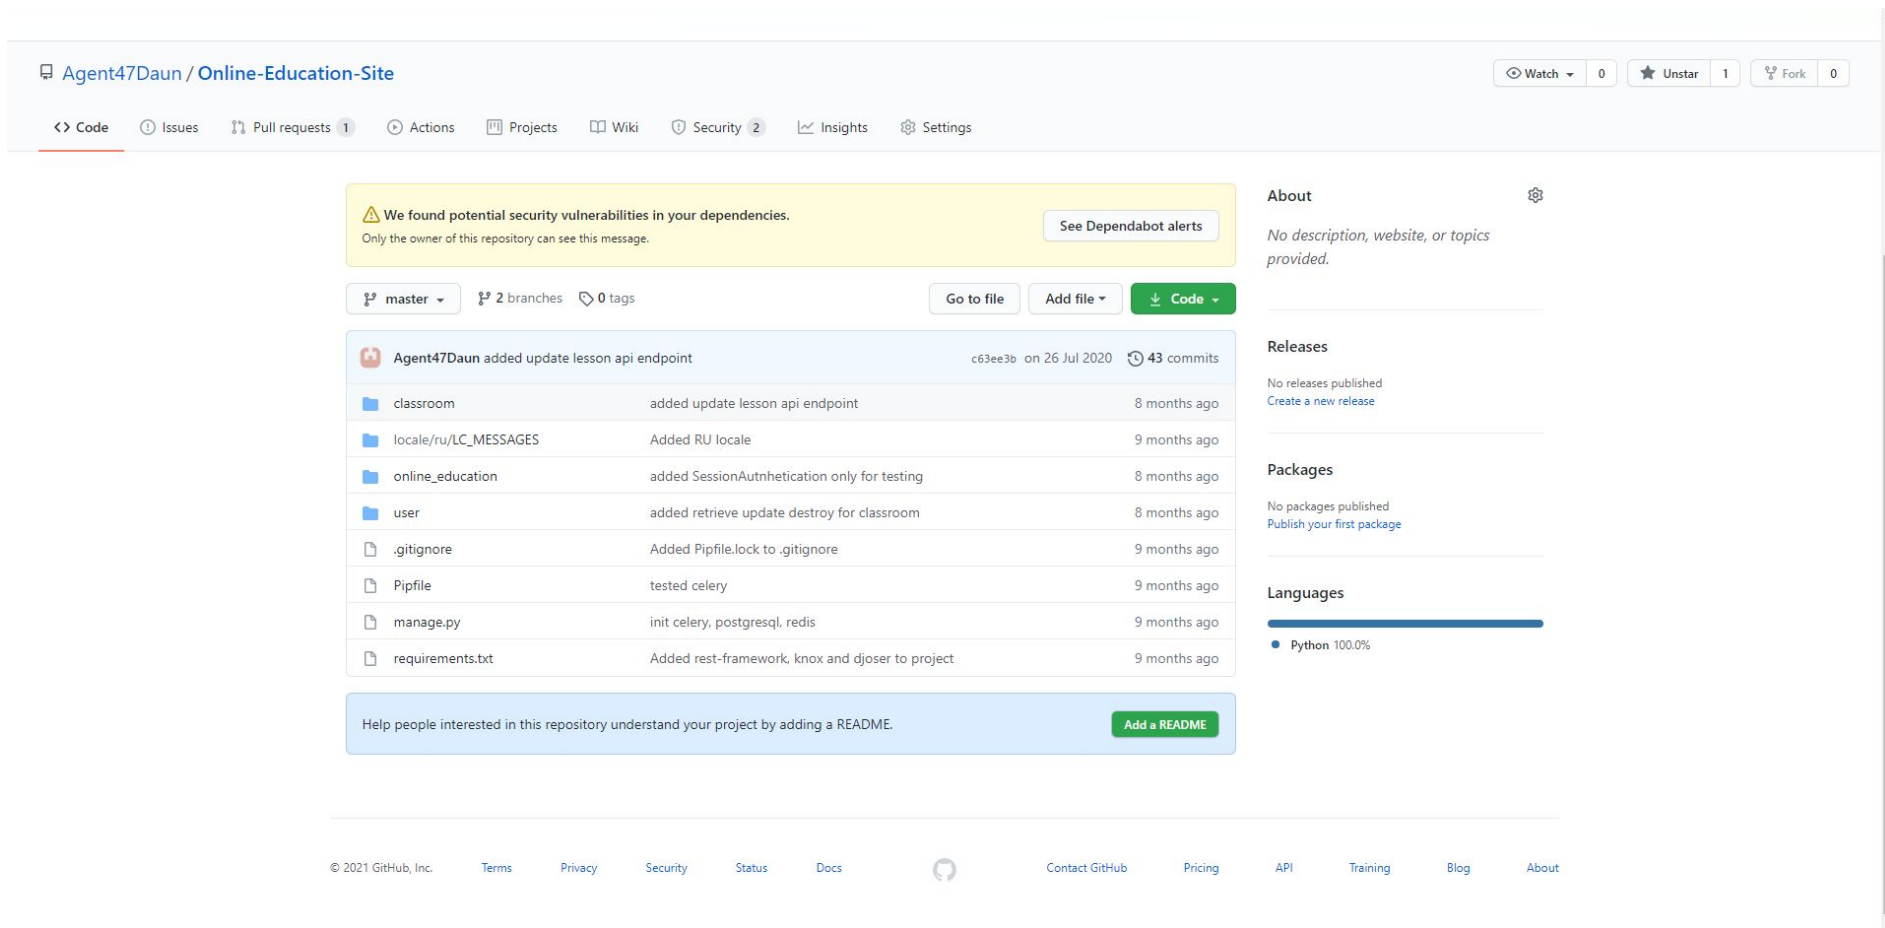 Agent47Daun / Online-Education-Site
Watch 0 Unstar 1 Fork 0
Code Issues Pull requests 1 Actions Projects Wiki Security 2 Insights Settings
We found potential security vulnerabilities in your dependencies.
Only the owner of this repository can see this message.
See Dependabot alerts
master 2 branches 0 tags Go to file Add file Code
Agent47Daun added update lesson api endpoint c63ee3b on 26 Jul 2020 43 commits
classroom added update lesson api endpoint 8 months ago
locale/ru/LC_MESSAGES Added RU locale 9 months ago
online_education added SessionAutnhetication only for testing 8 months ago
user added retrieve update destroy for classroom 8 months ago
.gitignore Added Pipfile.lock to .gitignore 9 months ago
Pipfile tested celery 9 months ago
manage.py init celery, postgresql, redis 9 months ago
requirements.txt Added rest-framework, knox and djoser to project 9 months ago
Help people interested in this repository understand your project by adding a README. Add a README
About
No description, website, or topics
provided.
Releases
No releases published
Create a new release
Packages
No packages published
Publish your first package
Languages
Python 100.0%
© 2021 GitHub, Inc. Terms Privacy Security Status Docs Contact GitHub Pricing API Training Blog About